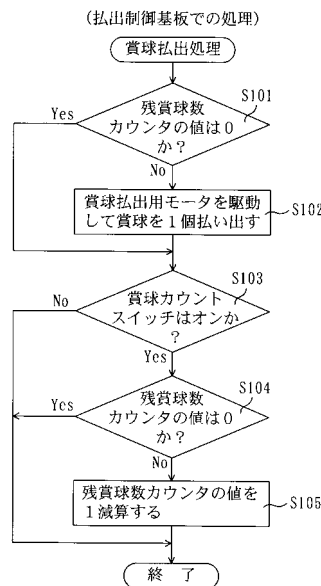 (払出制御基板での処理)
賞球払出処理
S101
残賞球数
カウンタの値は0
か?
Yes
No
賞球払出用モータを駆動
して賞球を1個払い出す
S102
S103
賞球カウント
スイッチはオンか
?
No
Yes
S104
残賞球数
カウンタの値は0
か?
Yes
No
残賞球数カウンタの値を
1減算する
S105
終 了